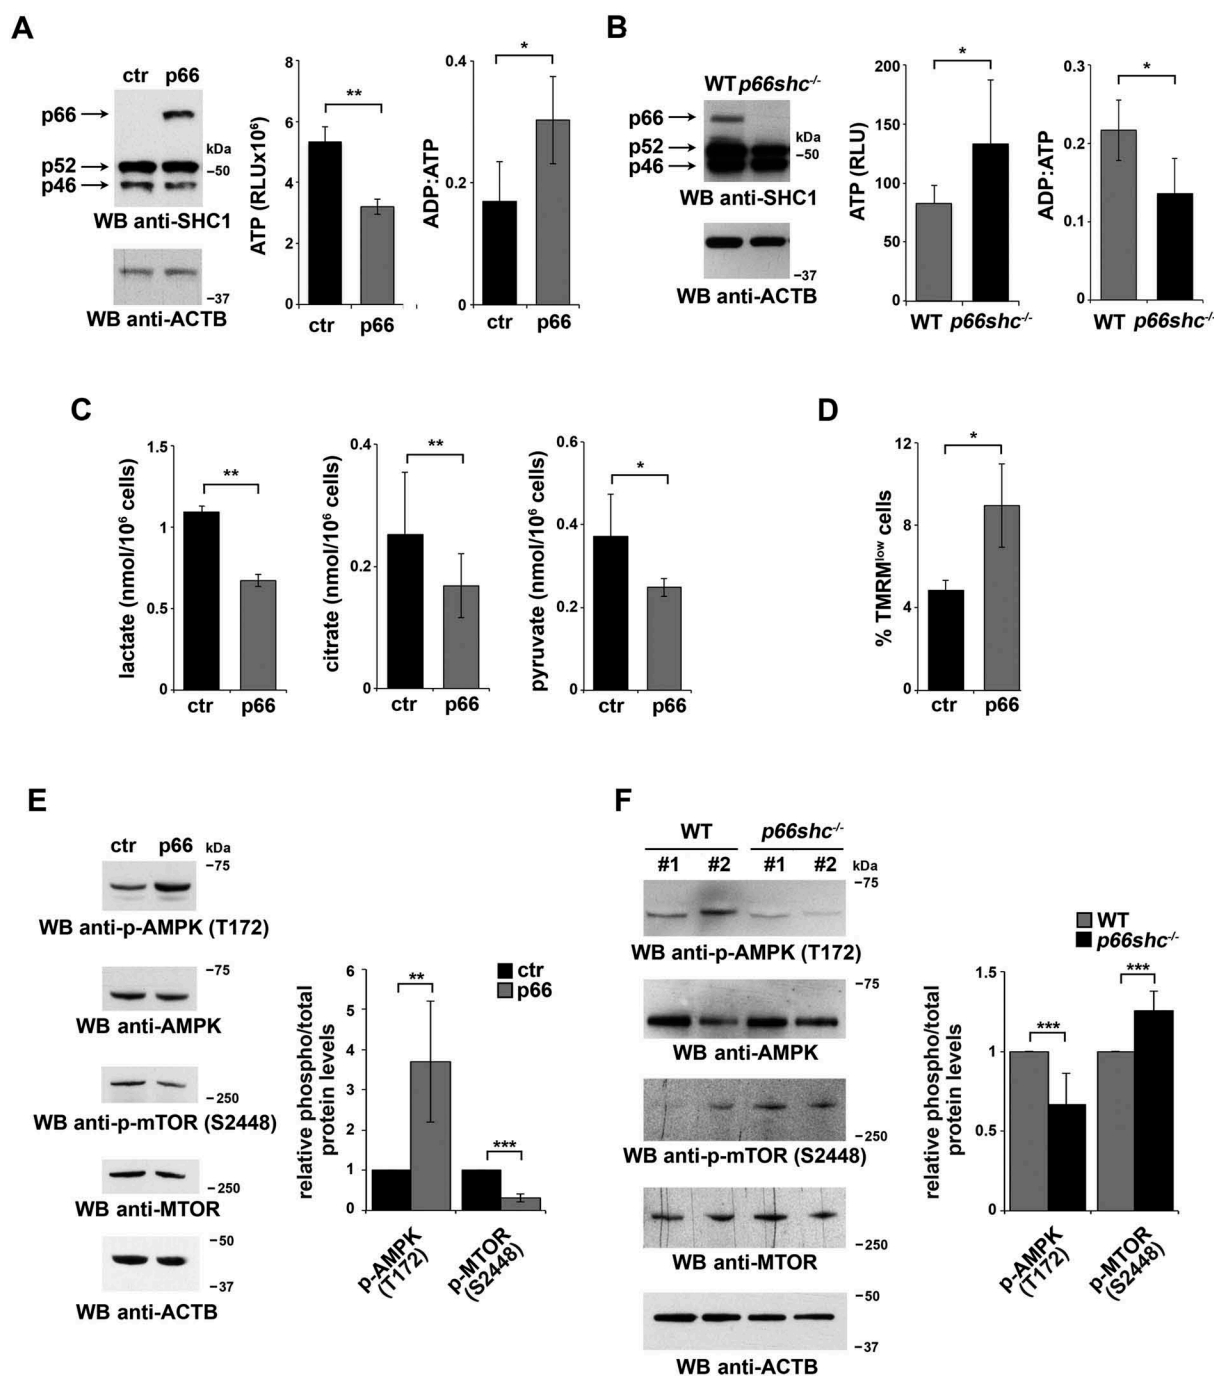 A
ctr p66
p66
p52
p46
kDa
–50
WB anti-SHC1
–37
WB anti-ACTB
ATP (RLUx10⁶)
8
6
4
2
0
ctr p66
**
ADP:ATP
0.4
0.2
0
ctr p66
*
B
WT p66shc-/-
p66
p52
p46
kDa
–50
WB anti-SHC1
–37
WB anti-ACTB
ATP (RLU)
200
150
100
50
0
WT p66shc-/-
*
ADP:ATP
0.3
0.2
0.1
0
WT p66shc-/-
*
C
lactate (nmol/10⁶ cells)
1.5
1
0.5
0
ctr p66
**
citrate (nmol/10⁶ cells)
0.4
0.2
0
ctr p66
**
pyruvate (nmol/10⁶ cells)
0.6
0.4
0.2
0
ctr p66
*
D
% TMRMlow cells
12
8
4
0
ctr p66
*
E
ctr p66 kDa
–75
WB anti-p-AMPK (T172)
–75
WB anti-AMPK
– 250
WB anti-p-mTOR (S2448)
– 250
WB anti-MTOR
–50
–37
WB anti-ACTB
relative phospho/total
protein levels
6
5
4
3
2
1
0
**
***
ctr
p66
p-AMPK
(T172)
p-MTOR
(S2448)
F
WT p66shc-/-
#1 #2 #1 #2 kDa
–75
WB anti-p-AMPK (T172)
–75
WB anti-AMPK
–250
WB anti-p-mTOR (S2448)
–250
WB anti-MTOR
–50
–37
WB anti-ACTB
relative phospho/total
protein levels
WT
p66shc-/-
1.5
1
0.5
0
***
***
p-AMPK
(T172)
p-MTOR
(S2448)